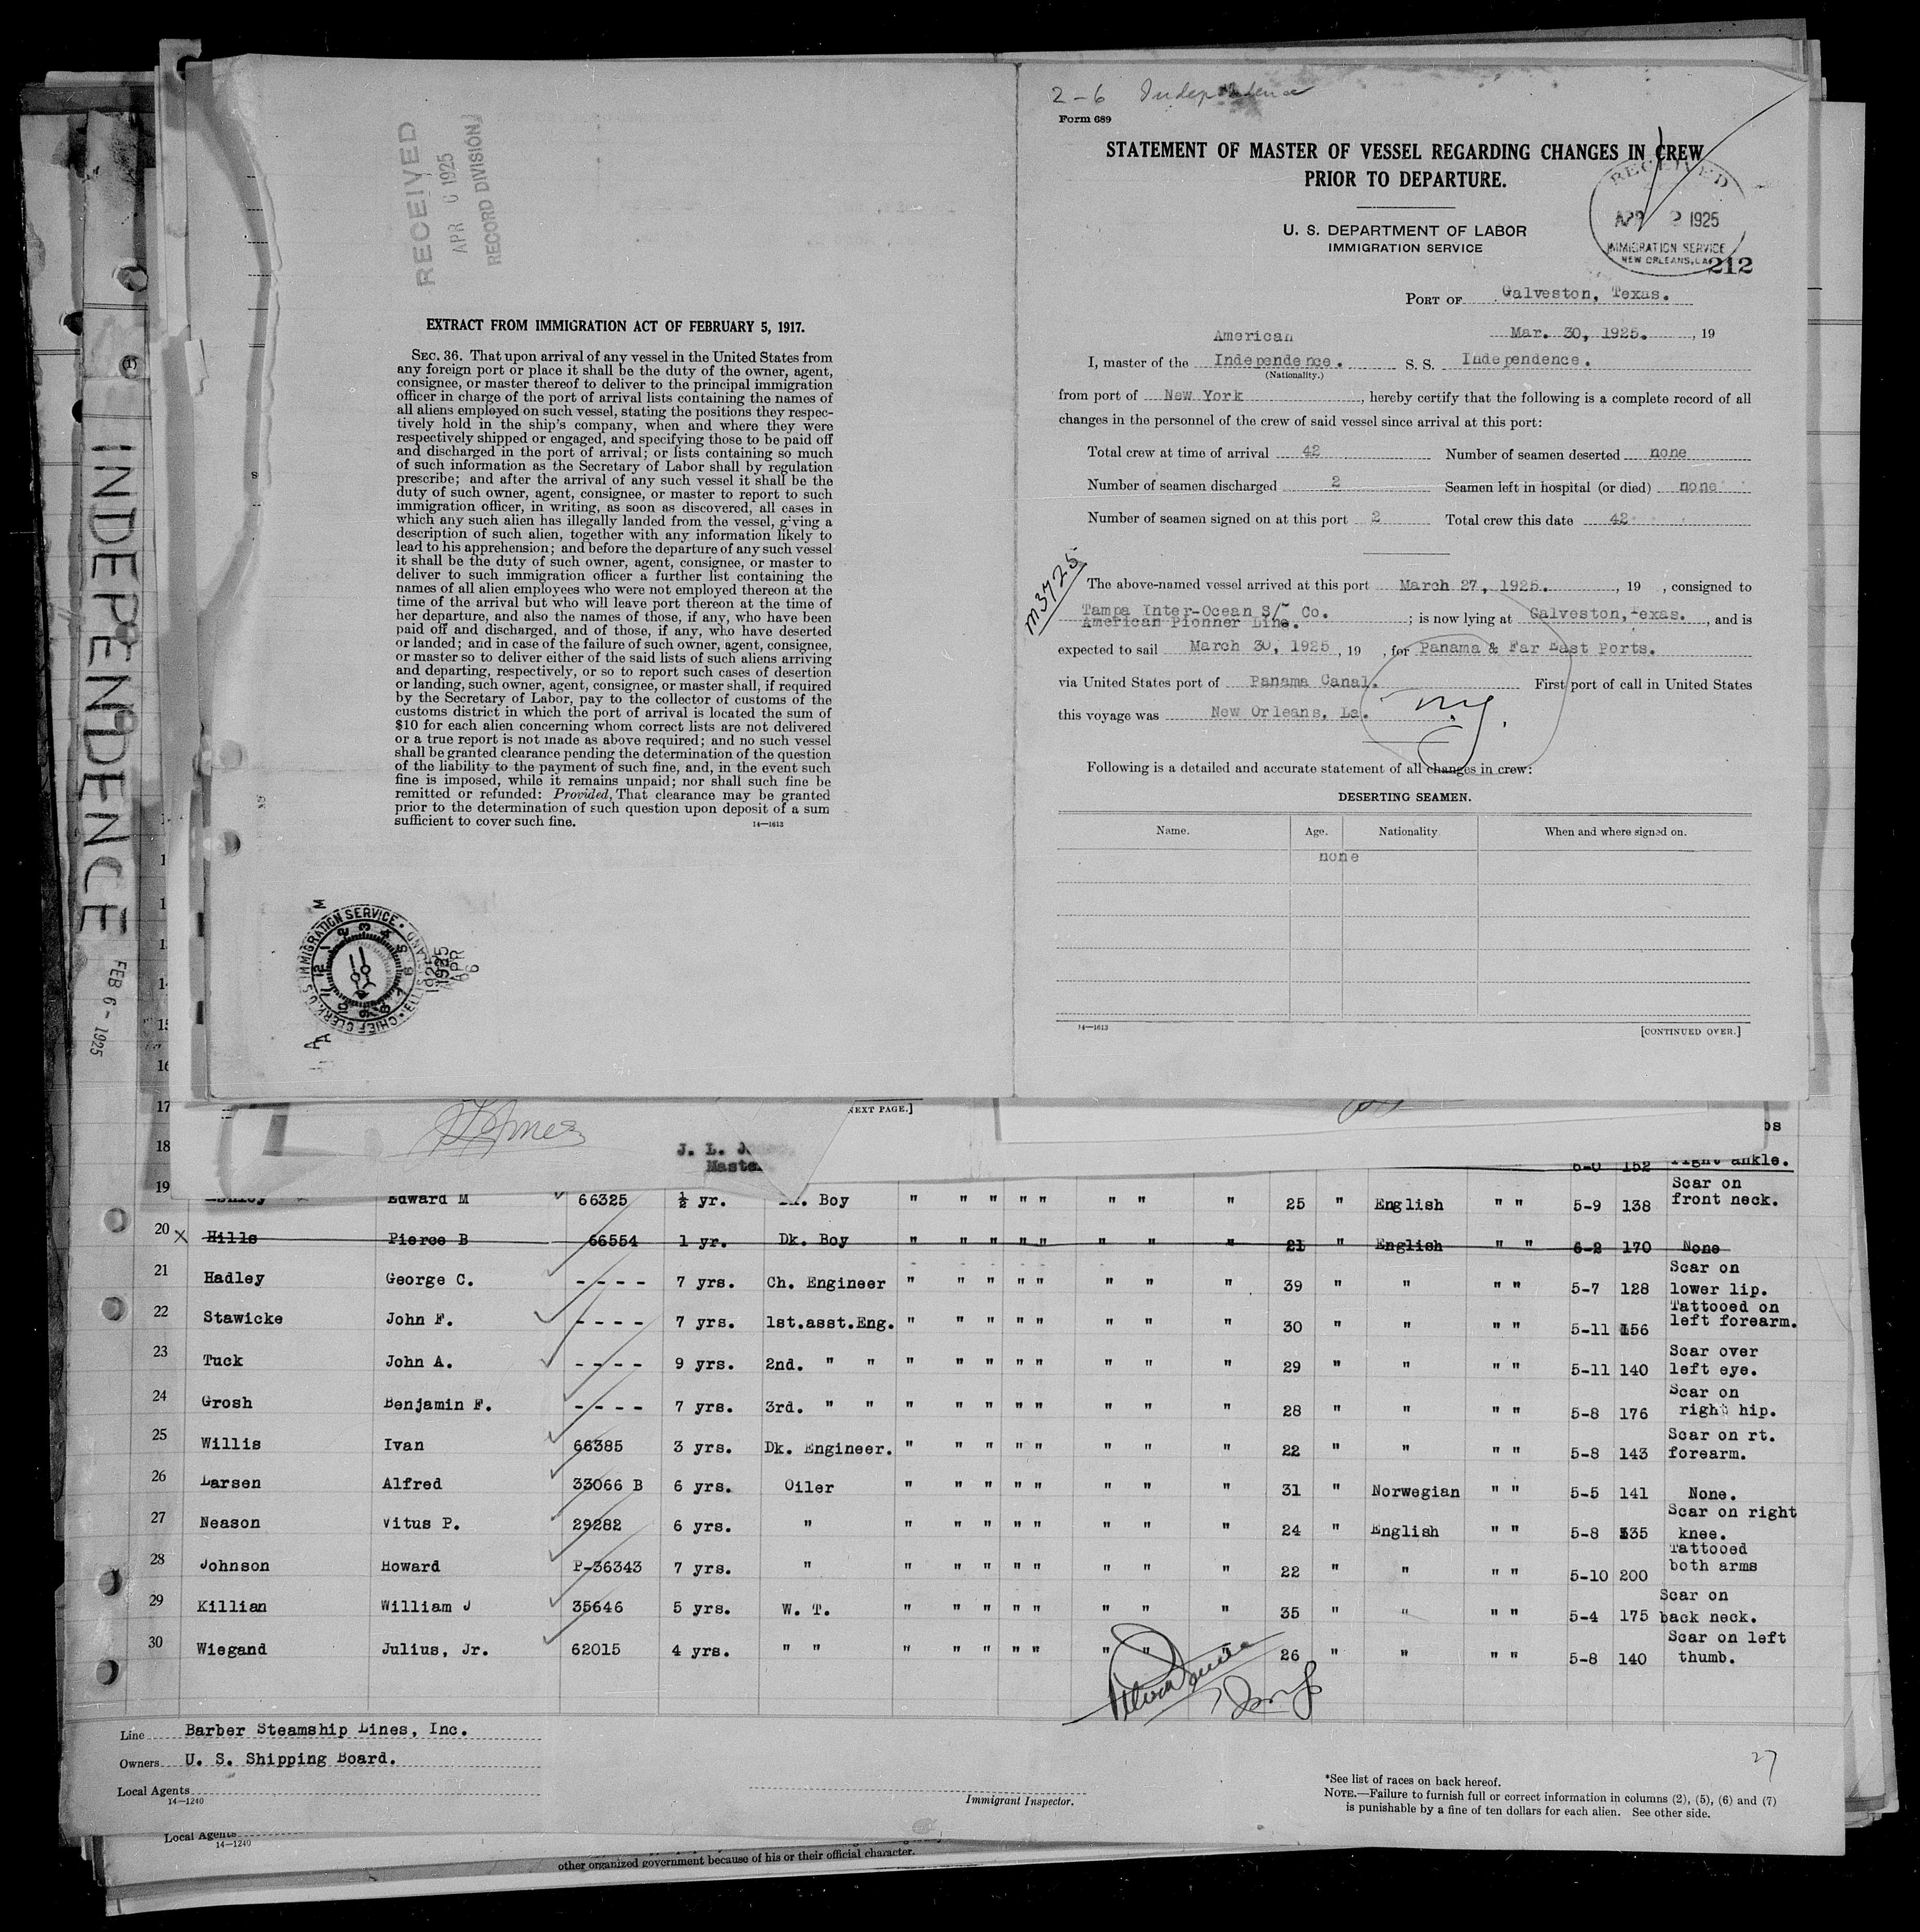 INDEPENDENCE
FEB 6 - 1925
RECEIVED
APR 6 1925
RECORD DIVISION
EXTRACT FROM IMMIGRATION ACT OF FEBRUARY 5, 1917.
SEC. 36. That upon arrival of any vessel in the United States from
any foreign port or place it shall be the duty of the owner, agent,
consignee, or master thereof to deliver to the principal immigration
officer in charge of the port of arrival lists containing the names of
all aliens employed on such vessel, stating the positions they respec-
tively hold in the ship's company, when and where they were
respectively shipped or engaged, and specifying those to be paid off
and discharged in the port of arrival; or lists containing so much
of such information as the Secretary of Labor shall by regulation
prescribe; and after the arrival of any such vessel it shall be the
duty of such owner, agent, consignee, or master to report to such
immigration officer, in writing, as soon as discovered, all cases in
which any such alien has illegally landed from the vessel, giving a
description of such alien, together with any information likely to
lead to his apprehension; and before the departure of any such vessel
it shall be the duty of such owner, agent, consignee, or master to
deliver to such immigration officer a further list containing the
names of all alien employees who were not employed thereon at the
time of the arrival but who will leave port thereon at the time of
her departure, and also the names of those, if any, who have been
paid off and discharged, and of those, if any, who have deserted
or landed; and in case of the failure of such owner, agent, consignee,
or master so to deliver either of the said lists of such aliens arriving
and departing, respectively, or so to report such cases of desertion
or landing, such owner, agent, consignee, or master shall, if required
by the Secretary of Labor, pay to the collector of customs of the
customs district in which the port of arrival is located the sum of
$10 for each alien concerning whom correct lists are not delivered
or a true report is not made as above required; and no such vessel
shall be granted clearance pending the determination of the question
of the liability to the payment of such fine, and, in the event such
fine is imposed, while it remains unpaid; nor shall such fine be
remitted or refunded: Provided, That clearance may be granted
prior to the determination of such question upon deposit of a sum
sufficient to cover such fine. 14—1613
U.S. IMMIGRATION SERVICE · CHIEF CLERK · ELLIS ISLAND
1925 APR 6
2-6 Independence
Form 689
STATEMENT OF MASTER OF VESSEL REGARDING CHANGES IN CREW
PRIOR TO DEPARTURE.
U. S. DEPARTMENT OF LABOR
IMMIGRATION SERVICE
RECEIVED
APR 2 1925
IMMIGRATION SERVICE
NEW ORLEANS, LA.
212
PORT OF Galveston, Texas.
American Mar. 30, 1925. , 19
I, master of the Independence. S. S. Independence.
(Nationality.)
from port of New York , hereby certify that the following is a complete record of all
changes in the personnel of the crew of said vessel since arrival at this port:
Total crew at time of arrival 42 Number of seamen deserted none
Number of seamen discharged 2 Seamen left in hospital (or died) none
Number of seamen signed on at this port 2 Total crew this date 42
m3725
The above-named vessel arrived at this port March 27, 1925. , 19 , consigned to
Tampa Inter-Ocean S/- Co. ; is now lying at Galveston, Texas. , and is
American Pionner Line.
expected to sail March 30, 1925 , 19 , for Panama & Far East Ports.
via United States port of Panama Canal. First port of call in United States
this voyage was New Orleans, La.
Following is a detailed and accurate statement of all changes in crew:
DESERTING SEAMEN.
Name. Age. Nationality. When and where signed on.
none
14—1613 [CONTINUED OVER.]
NEXT PAGE.]
J. L. J
Maste
17
18 152 right ankle.
19 Edward M 66325 ½ yr. Boy " " " " " " " " 25 " English " " 5-9 138 Scar on front neck.
20 x Hills Pierce B 66554 1 yr. Dk. Boy " " " " " " " " 21 " English " " 6-2 170 None
21 Hadley George C. - - - - 7 yrs. Ch. Engineer " " " " " " " " 39 " " " " 5-7 128 Scar on lower lip.
22 Stawicke John F. - - - - 7 yrs. 1st.asst.Eng. " " " " " " " " 30 " " " " 5-11 156 Tattooed on left forearm.
23 Tuck John A. - - - - 9 yrs. 2nd. " " " " " " " " " " 29 " " " " 5-11 140 Scar over left eye.
24 Grosh Benjamin F. - - - - 7 yrs. 3rd. " " " " " " " " " " 28 " " " " 5-8 176 Scar on right hip.
25 Willis Ivan 66385 3 yrs. Dk. Engineer. " " " " " " " " 22 " " " " 5-8 143 Scar on rt. forearm.
26 Larsen Alfred 33066 B 6 yrs. Oiler " " " " " " " " 31 " Norwegian " " 5-5 141 None.
27 Neason Vitus P. 29282 6 yrs. " " " " " " " " " 24 " English " " 5-8 135 Scar on right knee.
28 Johnson Howard P-36343 7 yrs. " " " " " " " " " 22 " " " " 5-10 200 Tattooed both arms
29 Killian William J 35646 5 yrs. W. T. " " " " " " " " 35 " " " " 5-4 175 Scar on back neck.
30 Wiegand Julius, Jr. 62015 4 yrs. " " " " " " " " " " 26 " " " " 5-8 140 Scar on left thumb.
Line Barber Steamship Lines, Inc.
Owners U. S. Shipping Board.
Local Agents
14—1240
Immigrant Inspector.
27
*See list of races on back hereof.
NOTE.—Failure to furnish full or correct information in columns (2), (5), (6) and (7)
is punishable by a fine of ten dollars for each alien. See other side.
Local Agents
14—1240
other organized government because of his or their official character.